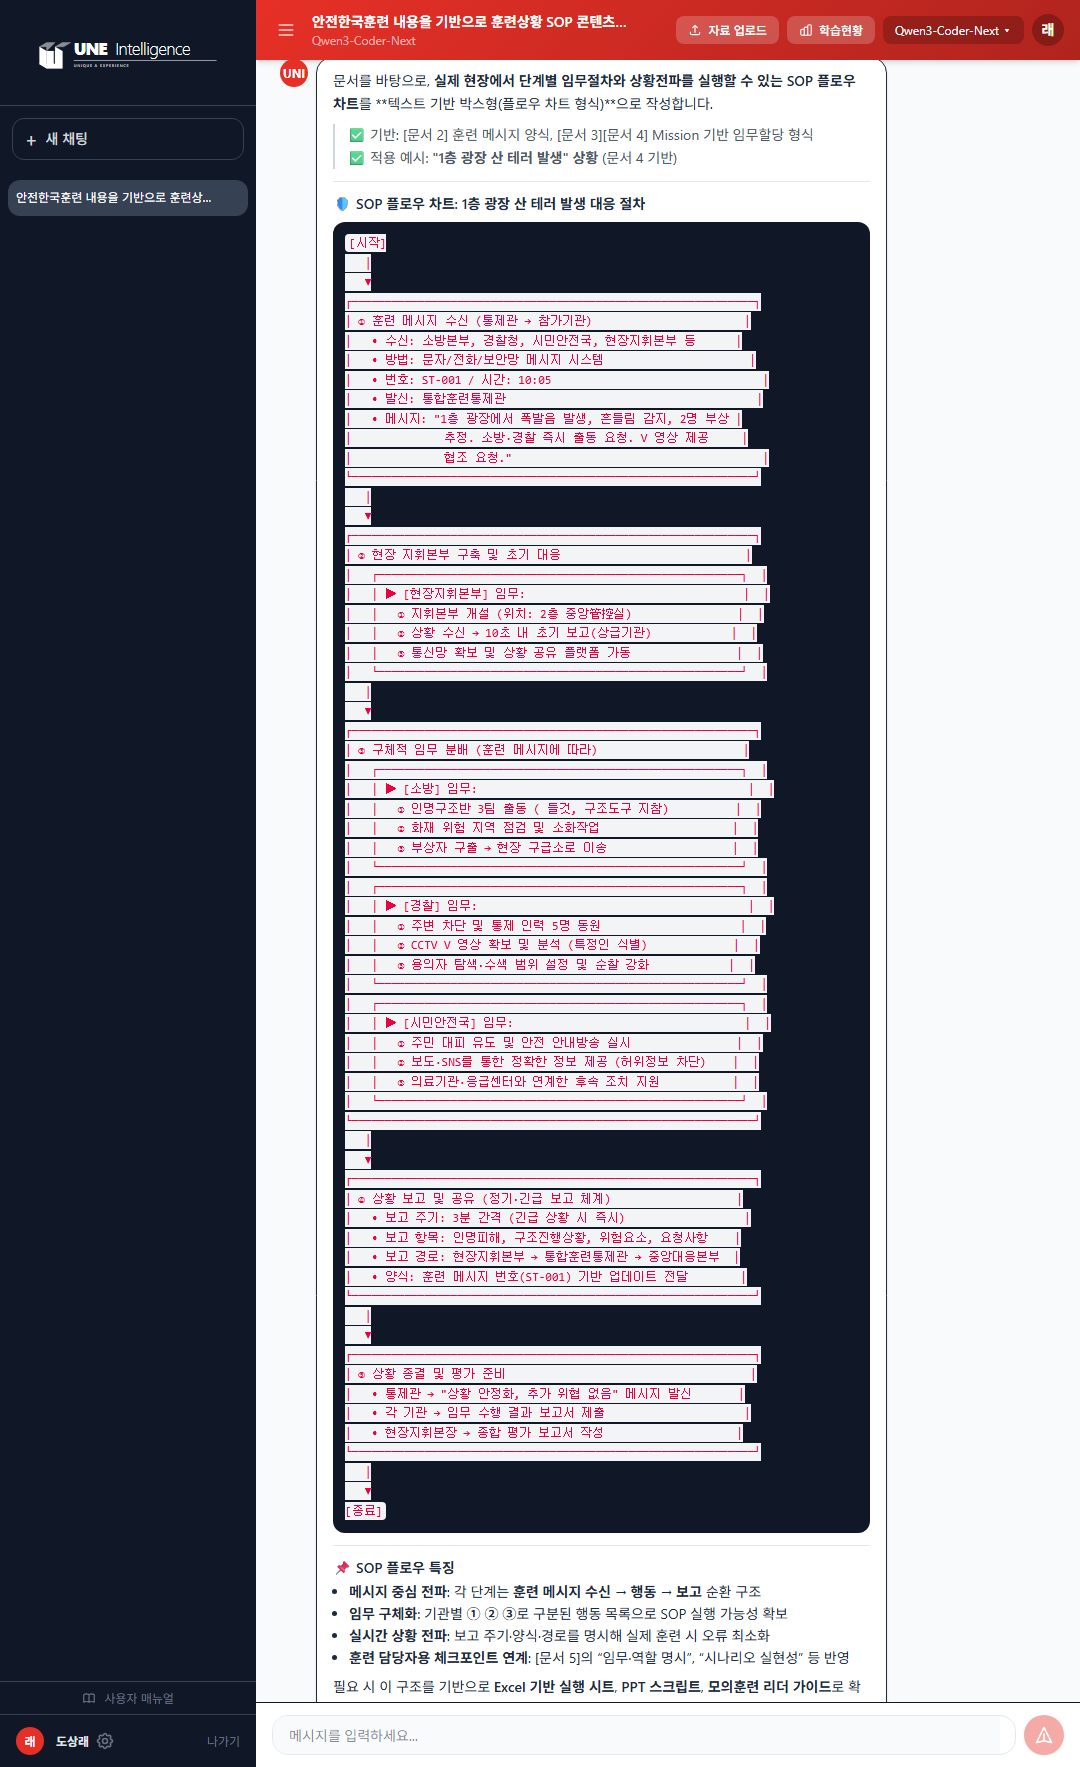 UNE Intelligence
UNIQUE & EXPERIENCE
+ 새 채팅
안전한국훈련 내용을 기반으로 훈련상...
사용자 매뉴얼
래 도상래 나가기
안전한국훈련 내용을 기반으로 훈련상황 SOP 콘텐츠...
Qwen3-Coder-Next
자료 업로드
학습현황
Qwen3-Coder-Next ▾
래
UNI
문서를 바탕으로, 실제 현장에서 단계별 임무절차와 상황전파를 실행할 수 있는 SOP 플로우
차트를 **텍스트 기반 박스형(플로우 차트 형식)**으로 작성합니다.
✅ 기반: [문서 2] 훈련 메시지 양식, [문서 3][문서 4] Mission 기반 임무할당 형식
✅ 적용 예시: "1층 광장 산 테러 발생" 상황 (문서 4 기반)
SOP 플로우 차트: 1층 광장 산 테러 발생 대응 절차
[시작]
훈련 메시지 수신 (통제관 → 참가기관)
• 수신: 소방본부, 경찰청, 시민안전국, 현장지휘본부 등
• 방법: 문자/전화/보안망 메시지 시스템
• 번호: ST-001 / 시간: 10:05
• 발신: 통합훈련통제관
• 메시지: "1층 광장에서 폭발음 발생, 흔들림 감지, 2명 부상
추정. 소방·경찰 즉시 출동 요청. V 영상 제공
협조 요청."
현장 지휘본부 구축 및 초기 대응
▶ [현장지휘본부] 임무:
지휘본부 개설 (위치: 2층 중앙管控실)
상황 수신 → 10초 내 초기 보고(상급기관)
통신망 확보 및 상황 공유 플랫폼 가동
구체적 임무 분배 (훈련 메시지에 따라)
▶ [소방] 임무:
인명구조반 3팀 출동 ( 들것, 구조도구 지참)
화재 위험 지역 점검 및 소화작업
부상자 구출 → 현장 구급소로 이송
▶ [경찰] 임무:
주변 차단 및 통제 인력 5명 동원
CCTV V 영상 확보 및 분석 (특정인 식별)
용의자 탐색·수색 범위 설정 및 순찰 강화
▶ [시민안전국] 임무:
주민 대피 유도 및 안전 안내방송 실시
보도·SNS를 통한 정확한 정보 제공 (허위정보 차단)
의료기관·응급센터와 연계한 후속 조치 지원
상황 보고 및 공유 (정기·긴급 보고 체계)
• 보고 주기: 3분 간격 (긴급 상황 시 즉시)
• 보고 항목: 인명피해, 구조진행상황, 위험요소, 요청사항
• 보고 경로: 현장지휘본부 → 통합훈련통제관 → 중앙대응본부
• 양식: 훈련 메시지 번호(ST-001) 기반 업데이트 전달
상황 종결 및 평가 준비
• 통제관 → "상황 안정화, 추가 위협 없음" 메시지 발신
• 각 기관 → 임무 수행 결과 보고서 제출
• 현장지휘본장 → 종합 평가 보고서 작성
[종료]
SOP 플로우 특징
• 메시지 중심 전파: 각 단계는 훈련 메시지 수신 → 행동 → 보고 순환 구조
• 임무 구체화: 기관별 ① ② ③로 구분된 행동 목록으로 SOP 실행 가능성 확보
• 실시간 상황 전파: 보고 주기·양식·경로를 명시해 실제 훈련 시 오류 최소화
• 훈련 담당자용 체크포인트 연계: [문서 5]의 “임무·역할 명시”, “시나리오 실현성” 등 반영
필요 시 이 구조를 기반으로 Excel 기반 실행 시트, PPT 스크립트, 모의훈련 리더 가이드로 확
메시지를 입력하세요...